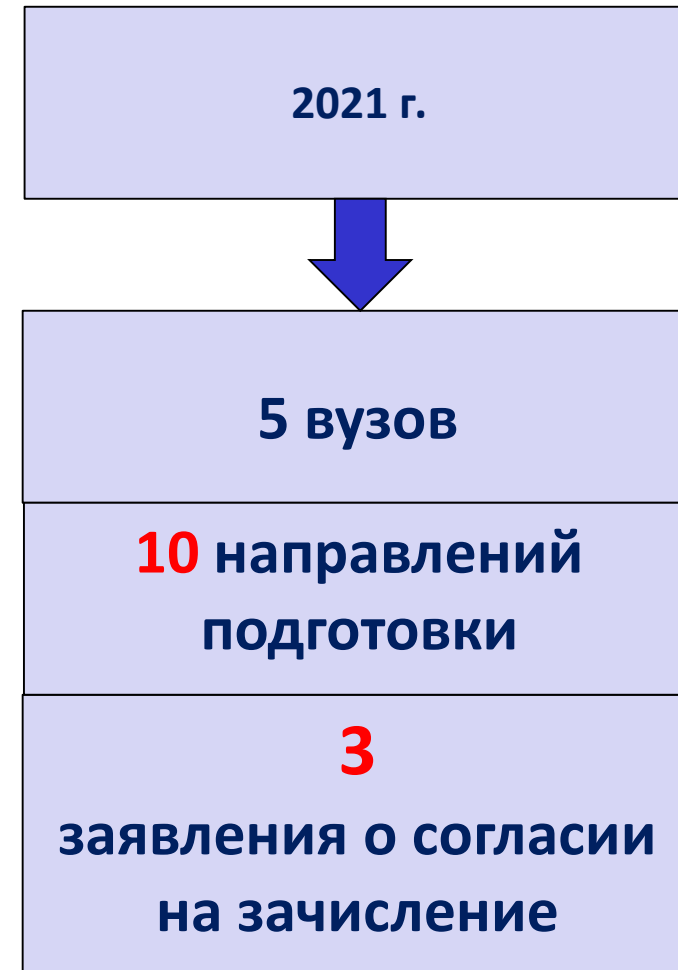 2021 г.
5 вузов
10 направлений
подготовки
3
заявления о согласии
на зачисление